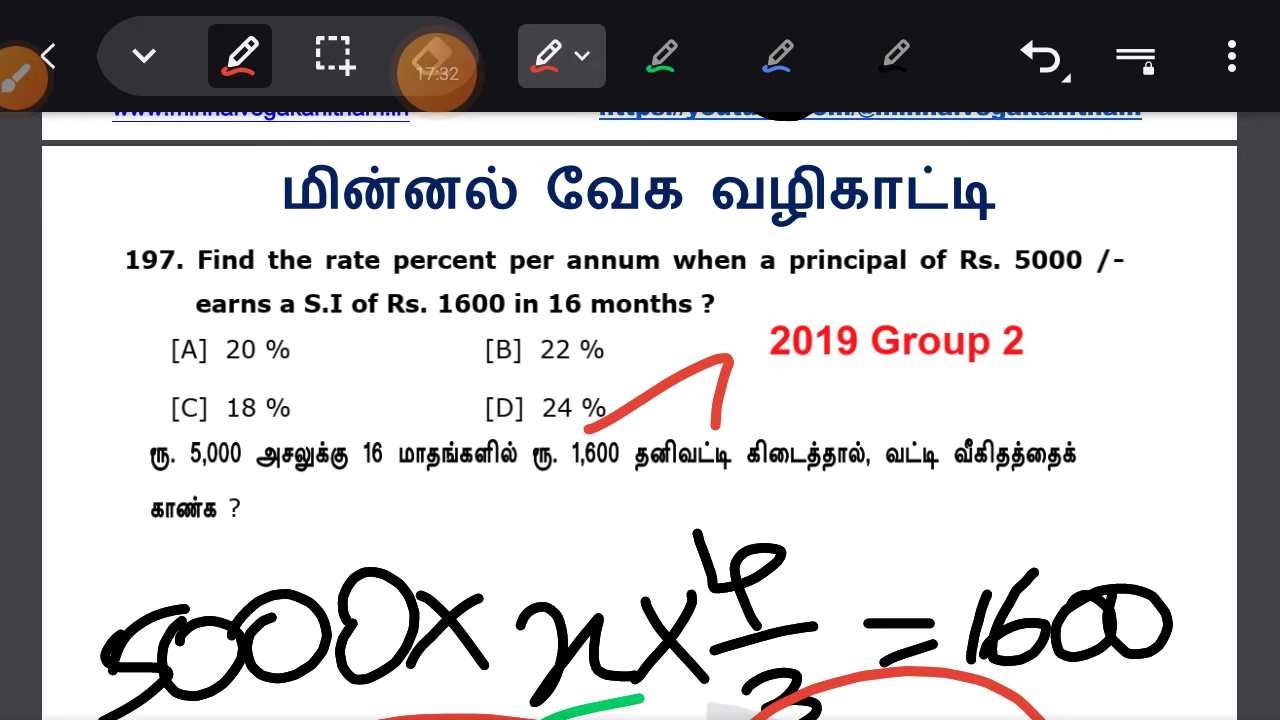 17:32
மின்னல் வேக வழிகாட்டி
197. Find the rate percent per annum when a principal of Rs. 5000 /-
earns a S.I of Rs. 1600 in 16 months ?
2019 Group 2
[A] 20 % [B] 22 %
[C] 18 % [D] 24 %
ரூ. 5,000 அசலுக்கு 16 மாதங்களில் ரூ. 1,600 தனிவட்டி கிடைத்தால், வட்டி வீகிதத்தைக்
காண்க ?
5000 × x × 4/3 = 1600